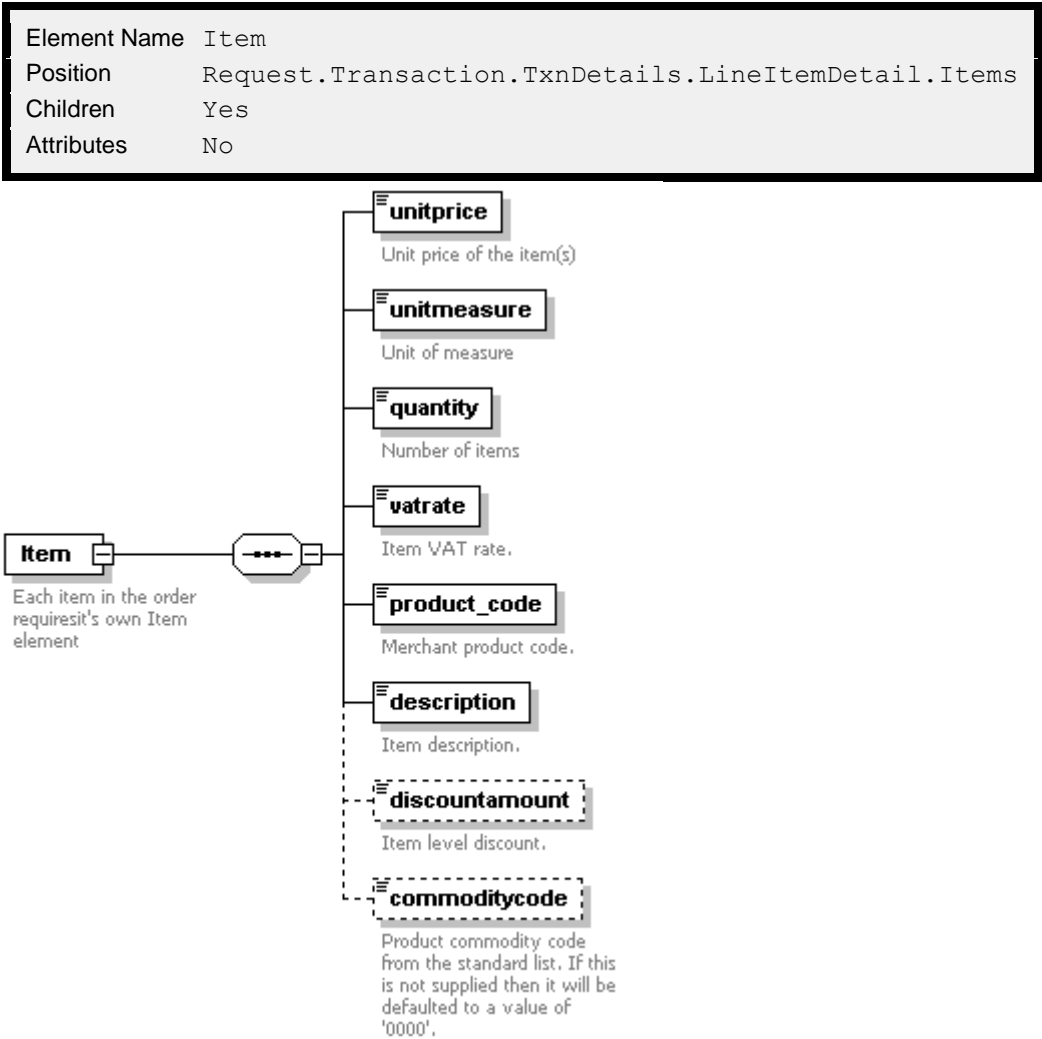 Element Name Item
Position Request.Transaction.TxnDetails.LineItemDetail.Items
Children Yes
Attributes No
unitprice
Unit price of the item(s)
unitmeasure
Unit of measure
quantity
Number of items
vatrate
Item VAT rate.
Item
Each item in the order
requiresit's own Item
element
product_code
Merchant product code.
description
Item description.
discountamount
Item level discount.
commoditycode
Product commodity code
from the standard list. If this
is not supplied then it will be
defaulted to a value of
'0000'.